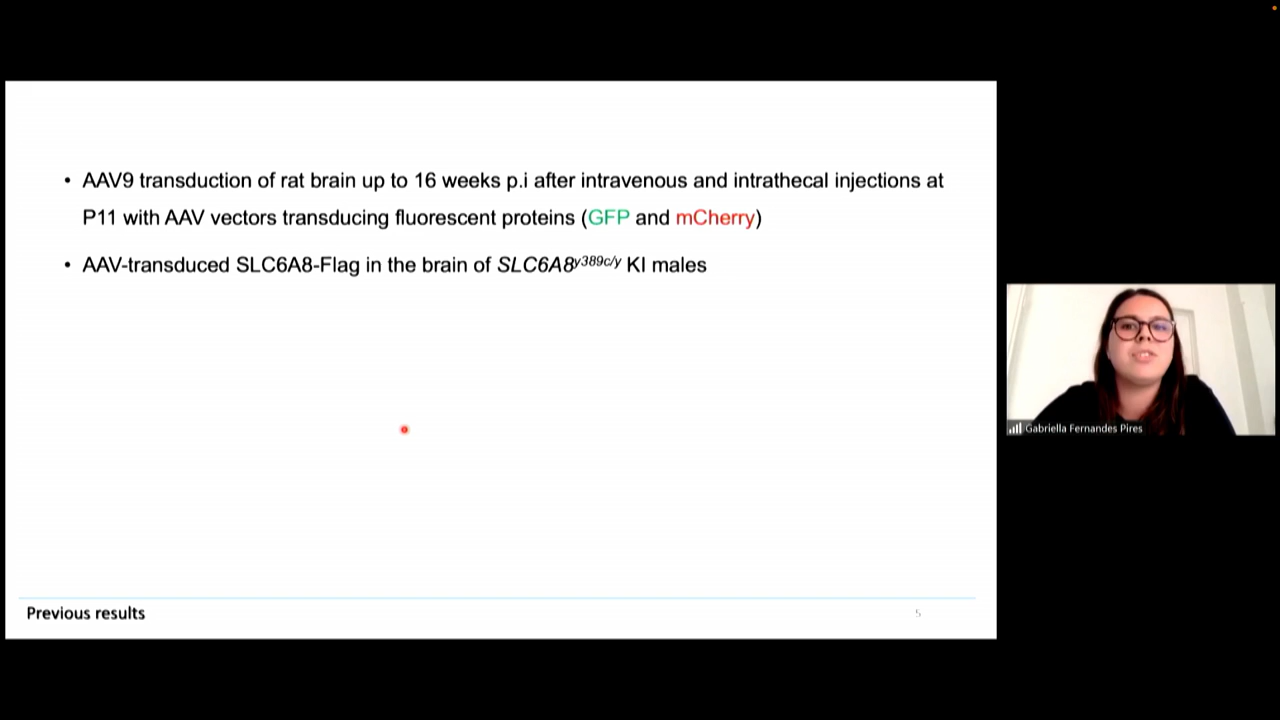 • AAV9 transduction of rat brain up to 16 weeks p.i after intravenous and intrathecal injections at
P11 with AAV vectors transducing fluorescent proteins (GFP and mCherry)
• AAV-transduced SLC6A8-Flag in the brain of SLC6A8y389c/y KI males
Gabriella Fernandes Pires
Previous results
5